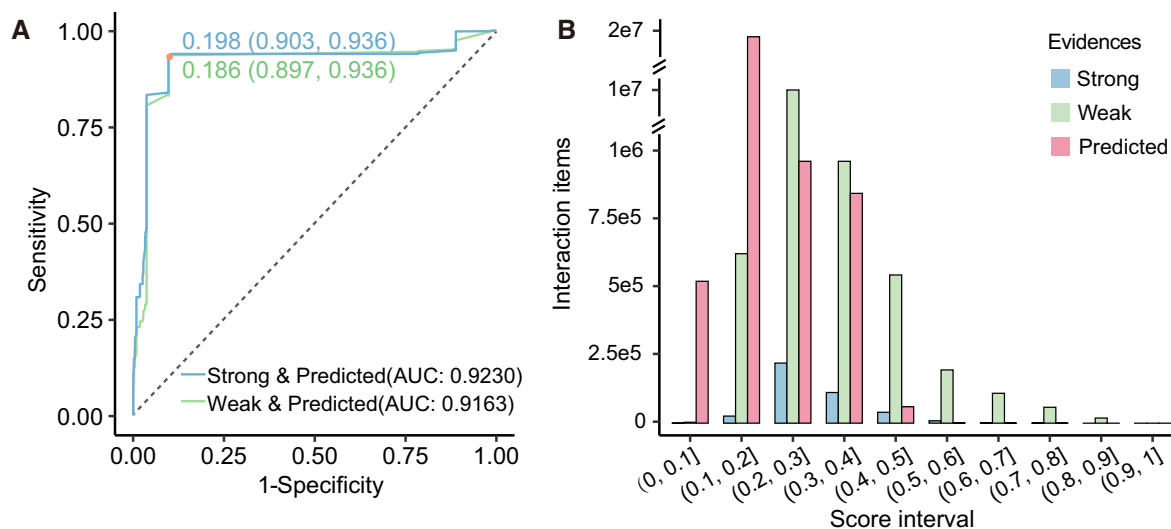 A
1.00
0.75
0.50
0.25
0.00
Sensitivity
0.198 (0.903, 0.936)
0.186 (0.897, 0.936)
Strong & Predicted(AUC: 0.9230)
Weak & Predicted(AUC: 0.9163)
0.00 0.25 0.50 0.75 1.00
1-Specificity
B
2e7
1e7
1e6
7.5e5
5e5
2.5e5
0
Interaction items
Evidences
Strong
Weak
Predicted
(0, 0.1] (0.1, 0.2] (0.2, 0.3] (0.3, 0.4] (0.4, 0.5] (0.5, 0.6] (0.6, 0.7] (0.7, 0.8] (0.8, 0.9] (0.9, 1]
Score interval